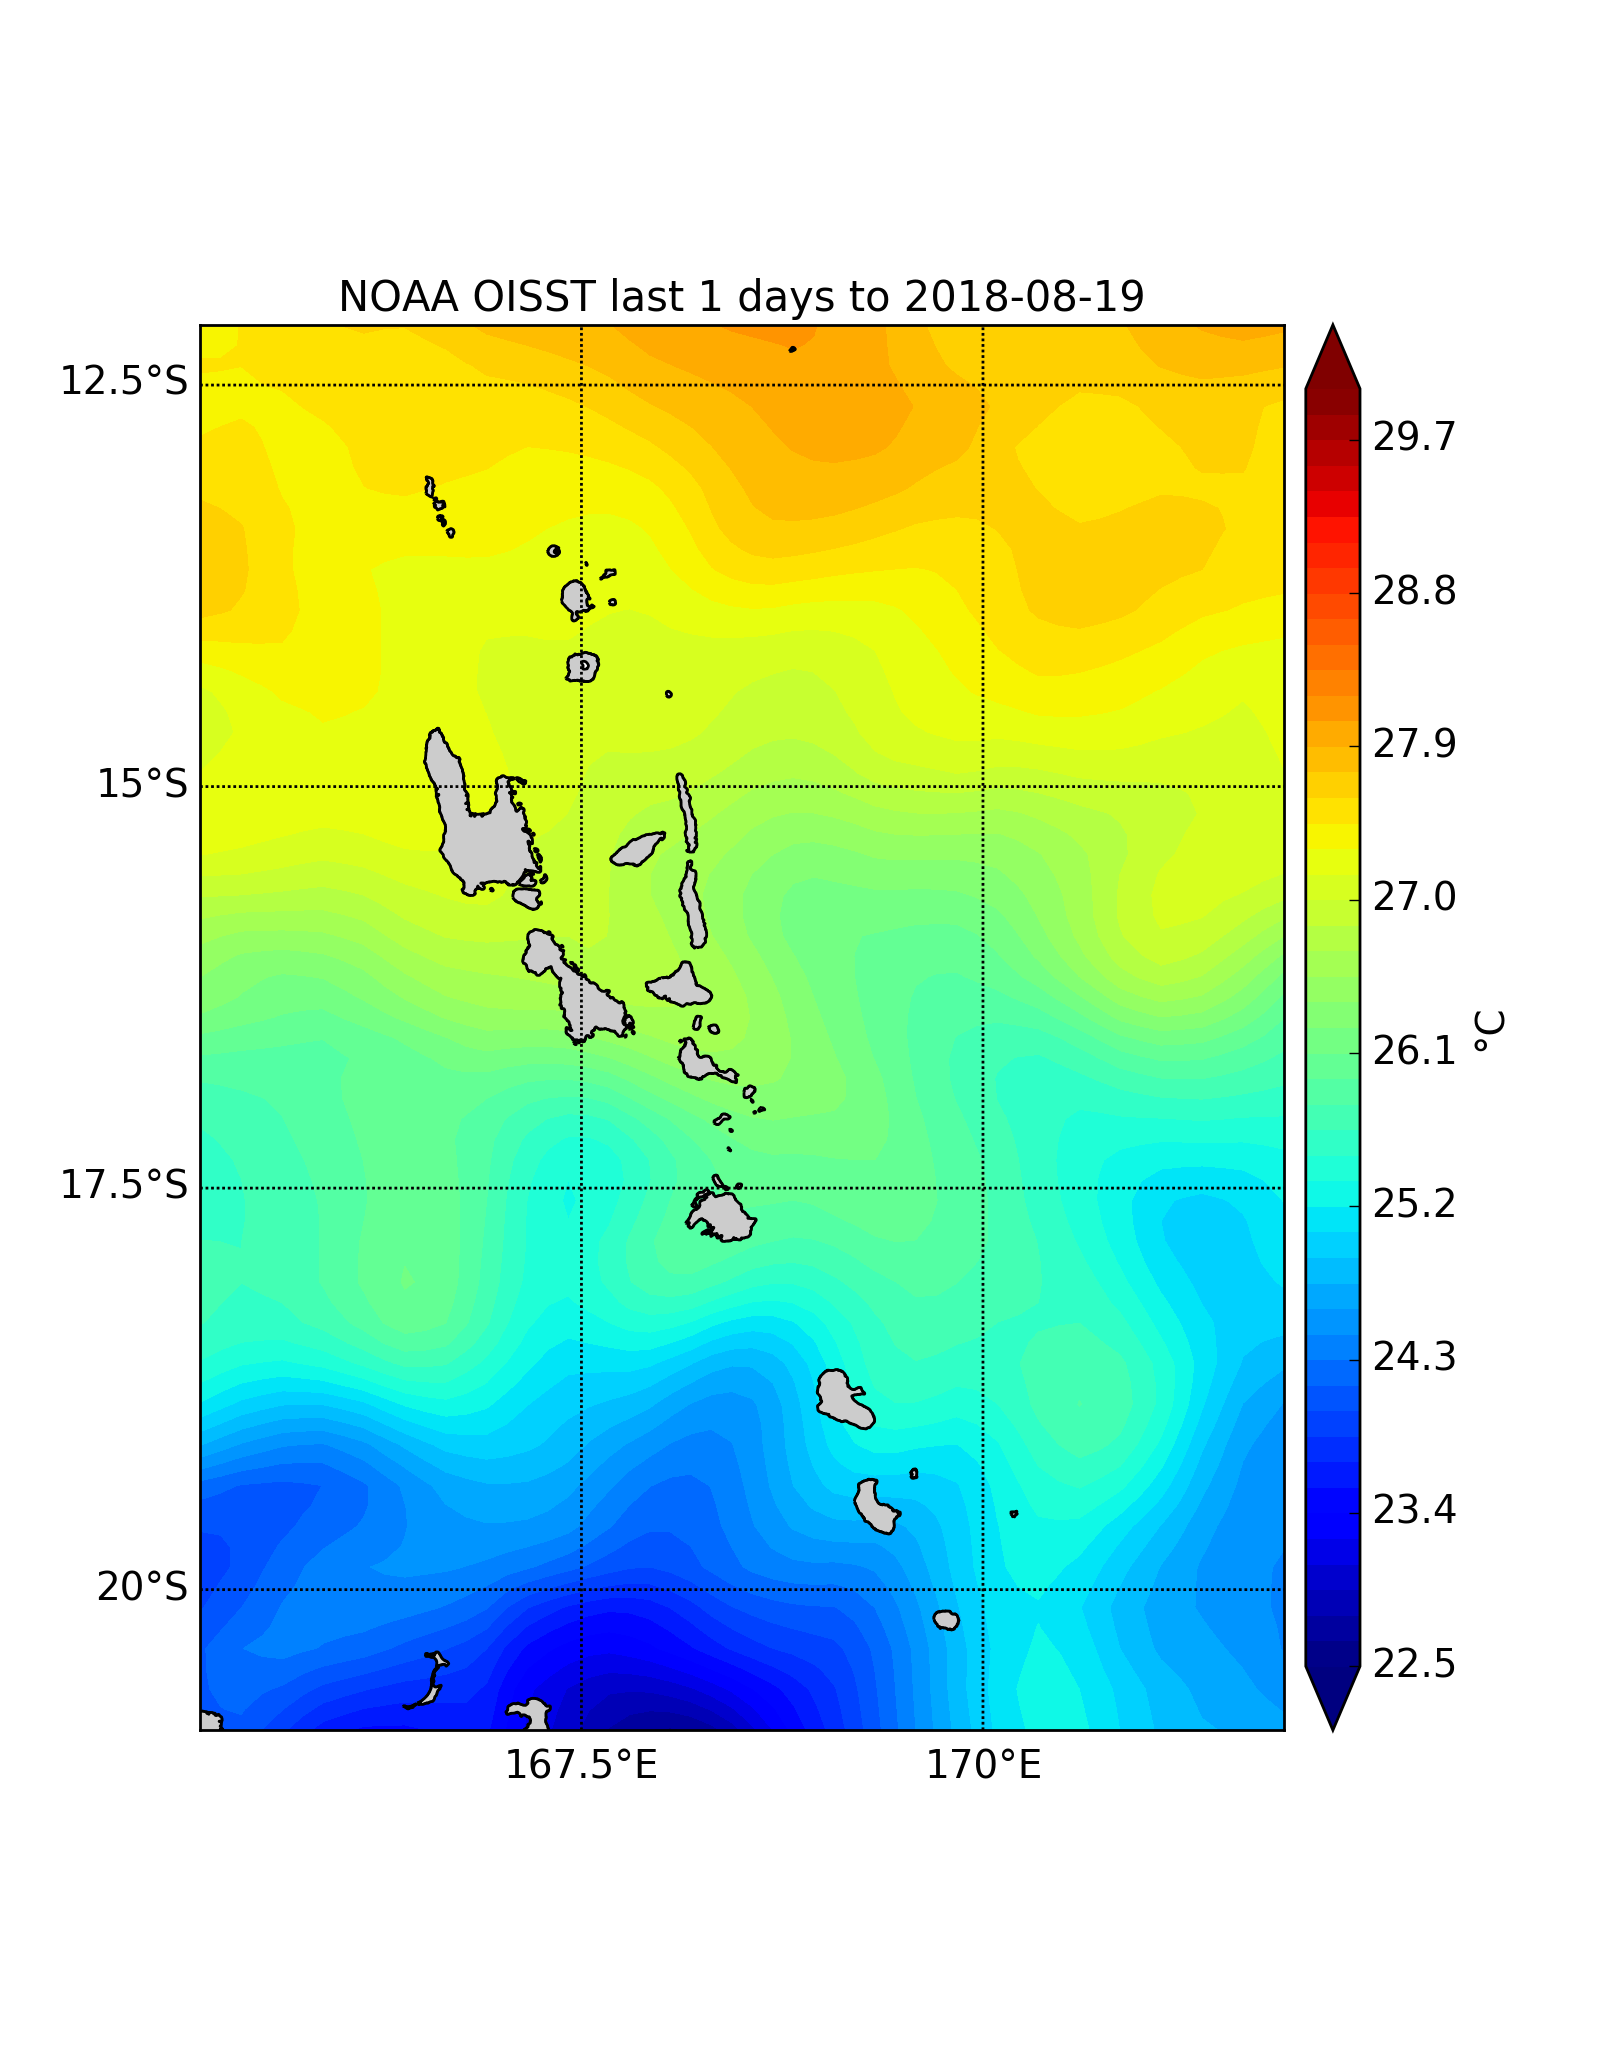 NOAA OISST last 1 days to 2018-08-19
12.5°S
15°S
17.5°S
20°S
167.5°E
170°E
29.7
28.8
27.9
27.0
26.1
25.2
24.3
23.4
22.5
°C